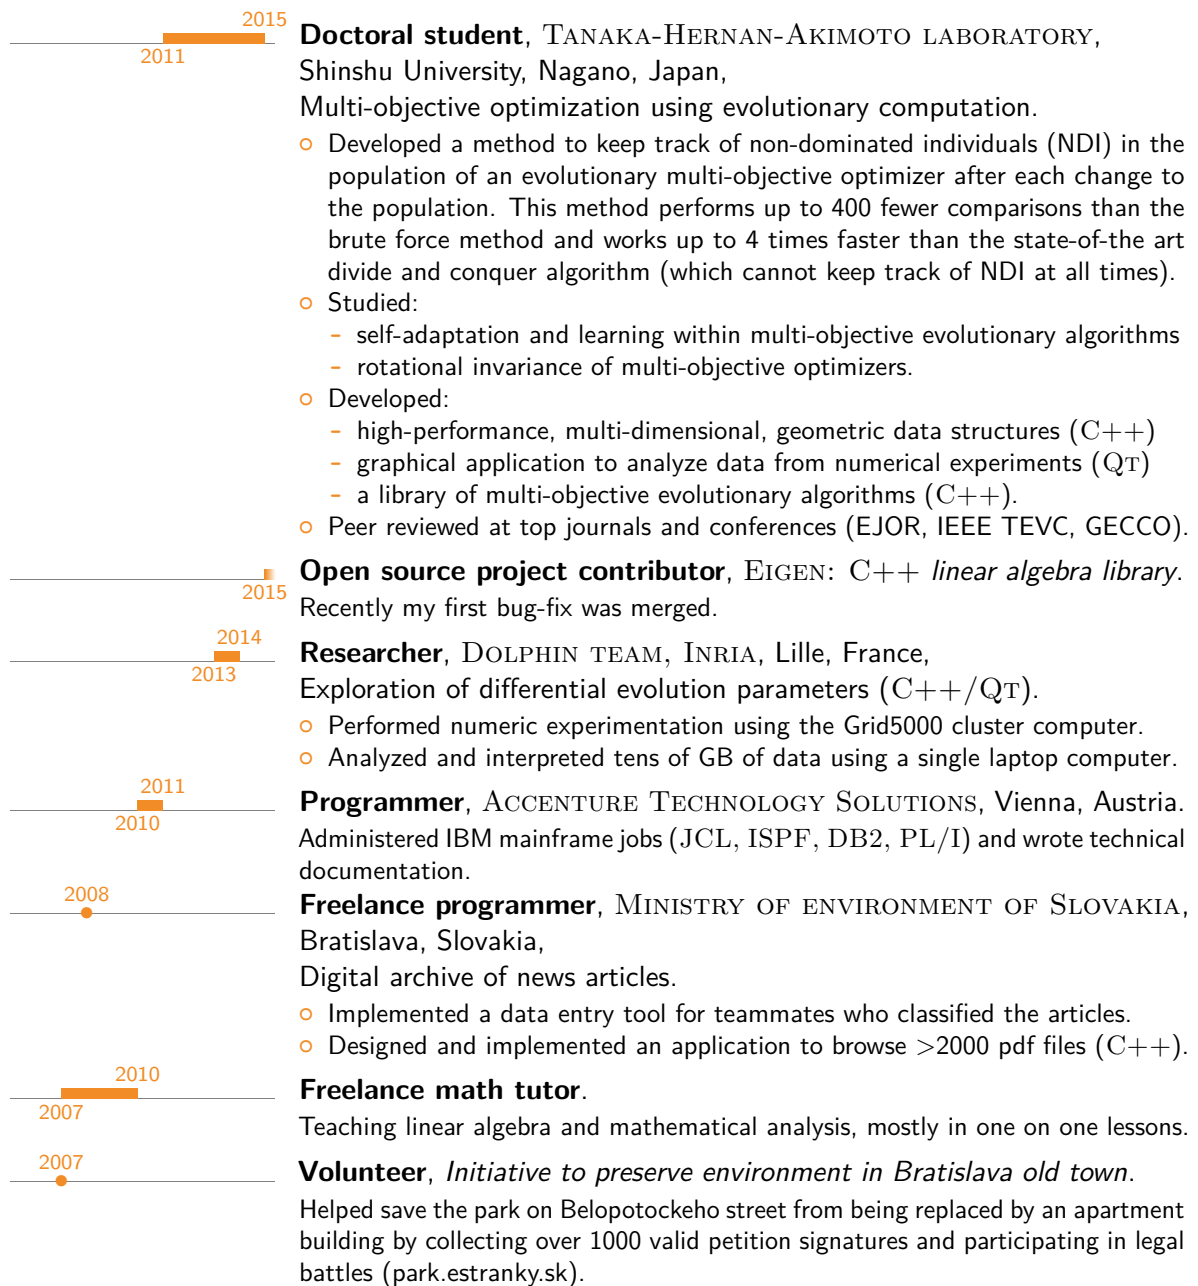 2015
2011
Doctoral student, Tanaka-Hernan-Akimoto laboratory,
Shinshu University, Nagano, Japan,
Multi-objective optimization using evolutionary computation.
Developed a method to keep track of non-dominated individuals (NDI) in the
population of an evolutionary multi-objective optimizer after each change to
the population. This method performs up to 400 fewer comparisons than the
brute force method and works up to 4 times faster than the state-of-the art
divide and conquer algorithm (which cannot keep track of NDI at all times).
Studied:
- self-adaptation and learning within multi-objective evolutionary algorithms
- rotational invariance of multi-objective optimizers.
Developed:
- high-performance, multi-dimensional, geometric data structures (C++)
- graphical application to analyze data from numerical experiments (Qt)
- a library of multi-objective evolutionary algorithms (C++).
Peer reviewed at top journals and conferences (EJOR, IEEE TEVC, GECCO).
2015
Open source project contributor, Eigen: C++ linear algebra library.
Recently my first bug-fix was merged.
2014
2013
Researcher, Dolphin team, Inria, Lille, France,
Exploration of differential evolution parameters (C++/Qt).
Performed numeric experimentation using the Grid5000 cluster computer.
Analyzed and interpreted tens of GB of data using a single laptop computer.
2011
2010
Programmer, Accenture Technology Solutions, Vienna, Austria.
Administered IBM mainframe jobs (JCL, ISPF, DB2, PL/I) and wrote technical
documentation.
2008
Freelance programmer, Ministry of environment of Slovakia,
Bratislava, Slovakia,
Digital archive of news articles.
Implemented a data entry tool for teammates who classified the articles.
Designed and implemented an application to browse >2000 pdf files (C++).
2010
2007
Freelance math tutor.
Teaching linear algebra and mathematical analysis, mostly in one on one lessons.
2007
Volunteer, Initiative to preserve environment in Bratislava old town.
Helped save the park on Belopotockeho street from being replaced by an apartment
building by collecting over 1000 valid petition signatures and participating in legal
battles (park.estranky.sk).